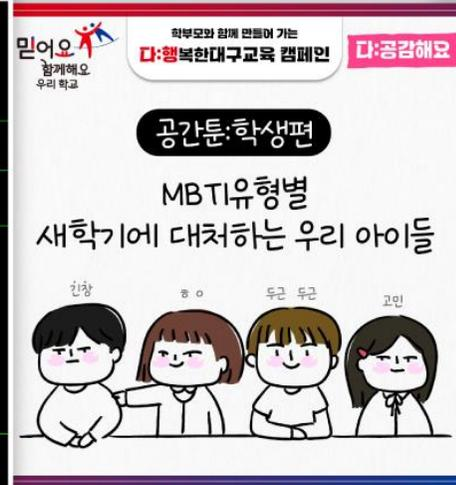 믿어요
함께해요
우리 학교
학부모와 함께 만들어 가는
다:행복한대구교육 캠페인
다:공감해요
공간툰:학생편
MBTI유형별
새학기에 대처하는 우리 아이들
긴장
ㅎㅇ
두근 두근
고민